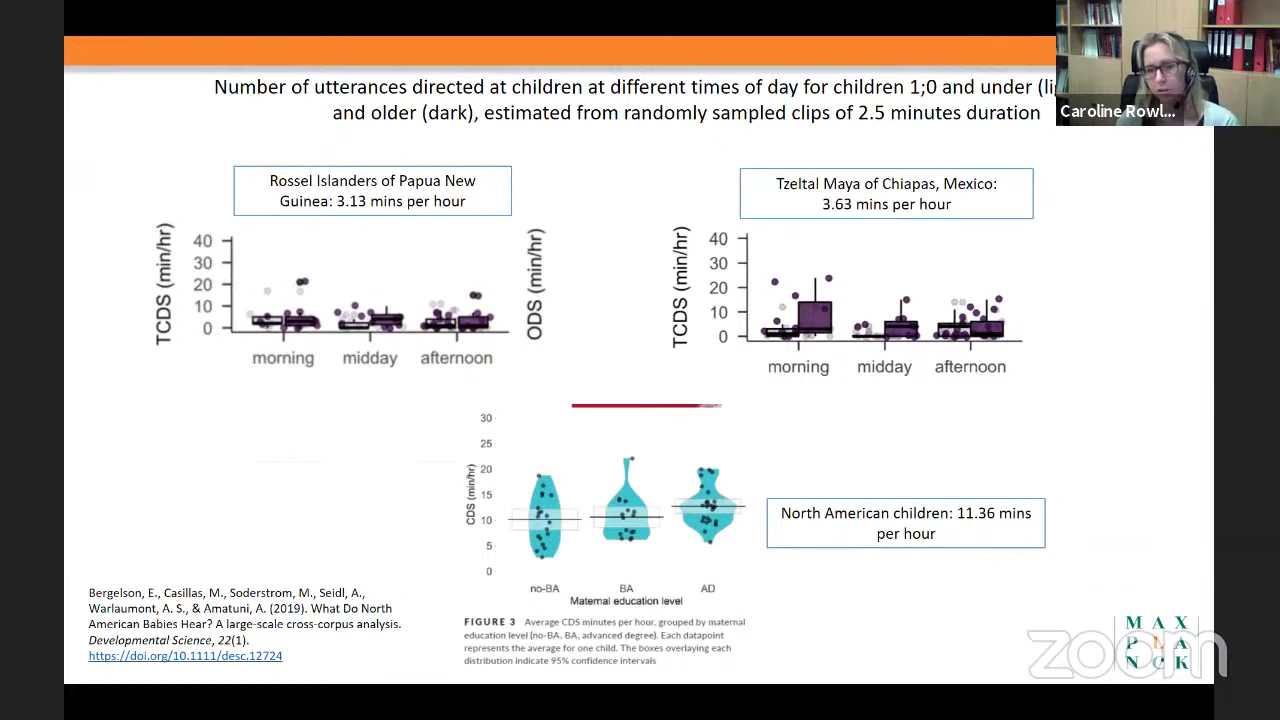 Number of utterances directed at children at different times of day for children 1;0 and under (li
and older (dark), estimated from randomly sampled clips of 2.5 minutes duration
Caroline Rowl...
Rossel Islanders of Papua New
Guinea: 3.13 mins per hour
Tzeltal Maya of Chiapas, Mexico:
3.63 mins per hour
TCDS (min/hr)
40
30
20
10
0
morning midday afternoon
ODS (min/hr)
TCDS (min/hr)
40
30
20
10
0
morning midday afternoon
CDS (min/hr)
30
25
20
15
10
5
0
no-BA BA AD
Maternal education level
North American children: 11.36 mins
per hour
FIGURE 3 Average CDS minutes per hour, grouped by maternal
education level (no-BA, BA, advanced degree). Each datapoint
represents the average for one child. The boxes overlaying each
distribution indicate 95% confidence intervals
Bergelson, E., Casillas, M., Soderstrom, M., Seidl, A.,
Warlaumont, A. S., & Amatuni, A. (2019). What Do North
American Babies Hear? A large-scale cross-corpus analysis.
Developmental Science, 22(1).
https://doi.org/10.1111/desc.12724
MAX
PLA
NCK
zoom